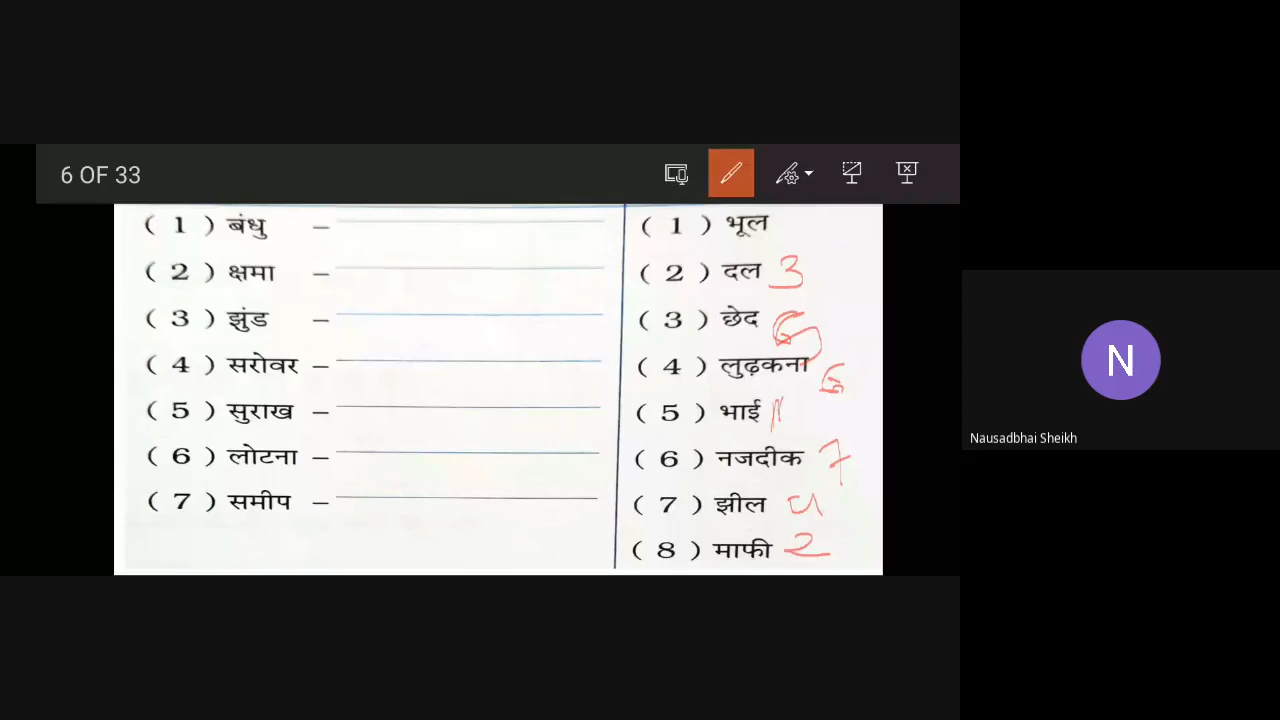 6 OF 33
( 1 ) बंधु –
( 2 ) क्षमा –
( 3 ) झुंड –
( 4 ) सरोवर –
( 5 ) सुराख –
( 6 ) लोटना –
( 7 ) समीप –
( 1 ) भूल
( 2 ) दल 3
( 3 ) छेद
( 4 ) लुढ़कना 6
( 5 ) भाई 1
( 6 ) नजदीक 7
( 7 ) झील 4
( 8 ) माफी 2
N
Nausadbhai Sheikh